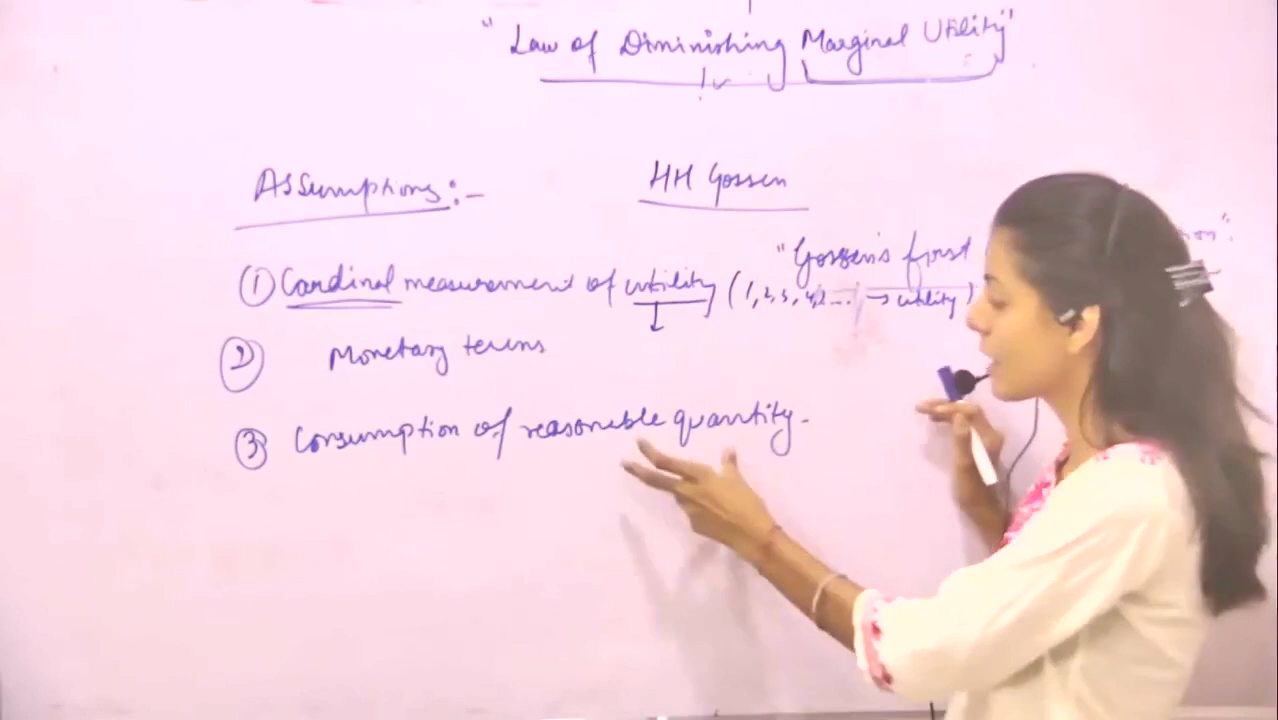 "Law of Diminishing Marginal Utility"
Assumptions:-
HH Gossen
"Gossen's first
① Cardinal measurement of utility (1, 2, 3, 4, ... → utility)
② Monetary terms
③ Consumption of reasonable quantity.